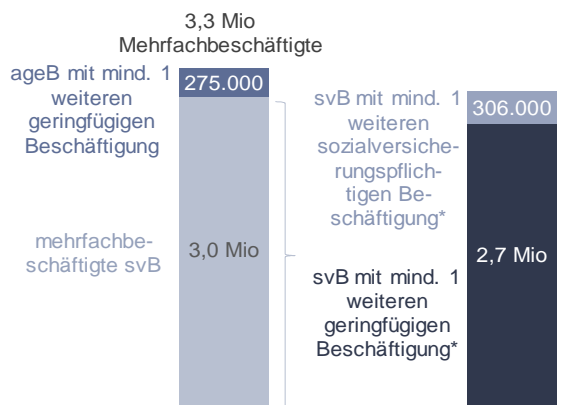 3,3 Mio
Mehrfachbeschäftigte
ageB mit mind. 1
weiteren
geringfügigen
Beschäftigung
275.000
mehrfachbe-
schäftigte svB
3,0 Mio
svB mit mind. 1
weiteren
sozialversiche-
rungspflich-
tigen Be-
schäftigung*
306.000
svB mit mind. 1
weiteren
geringfügigen
Beschäftigung*
2,7 Mio